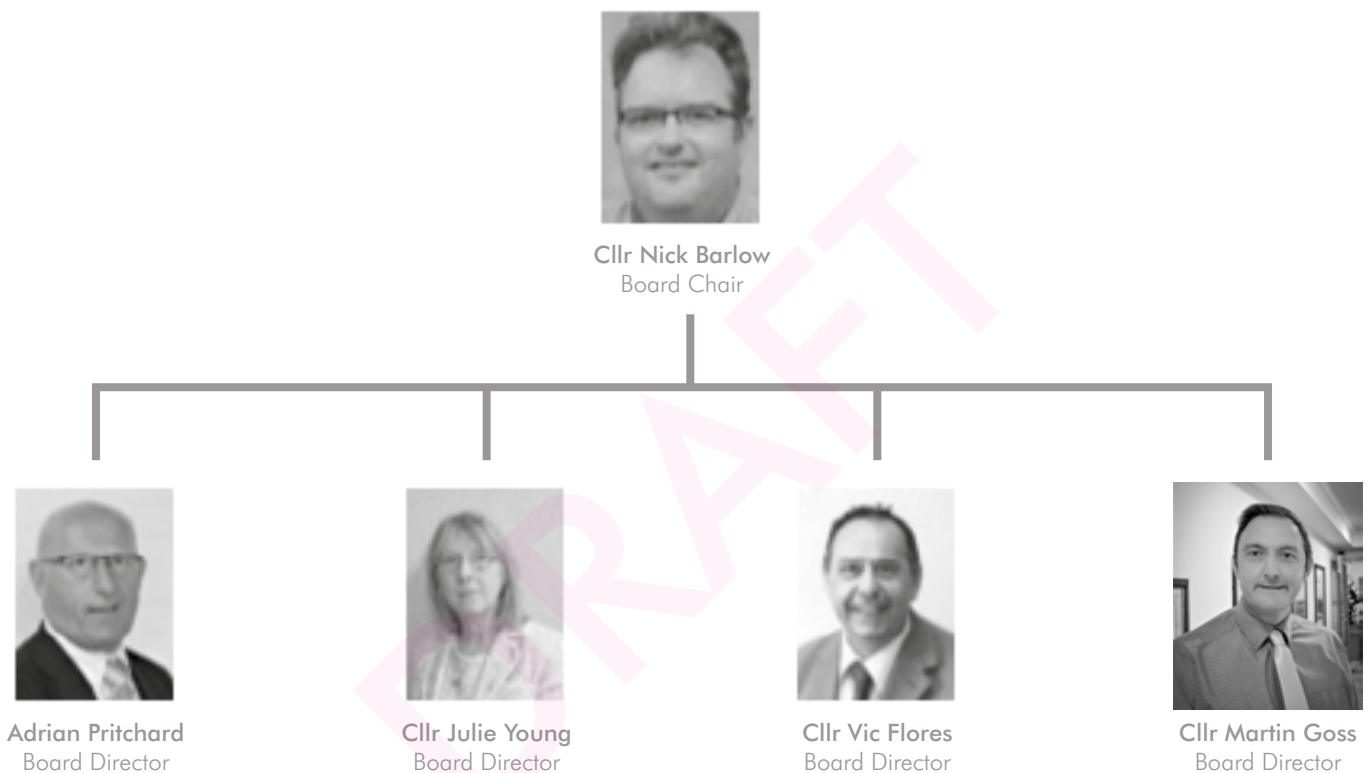 Cllr Nick Barlow
Board Chair
DRAFT
Adrian Pritchard
Board Director
Cllr Julie Young
Board Director
Cllr Vic Flores
Board Director
Cllr Martin Goss
Board Director